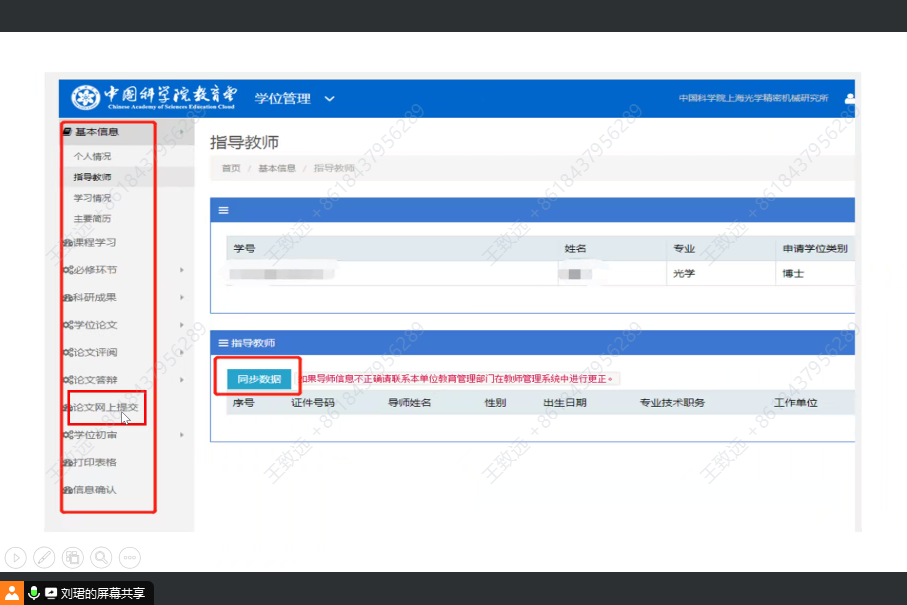 中国科学院教育云
Chinese Academy of Sciences Education Cloud
学位管理
中国科学院上海光学精密机械研究所
基本信息
个人情况
指导教师
学习情况
主要简历
课程学习
必修环节
科研成果
学位论文
论文评阅
论文答辩
论文网上提交
学位初审
打印表格
信息确认
指导教师
首页 / 基本信息 / 指导教师
学号 姓名 专业 申请学位类别
光学 博士
指导教师
同步数据 如果导师信息不正确请联系本单位教育管理部门在教师管理系统中进行更正。
序号 证件号码 导师姓名 性别 出生日期 专业技术职务 工作单位
王致远 +8618437956289
刘珺的屏幕共享